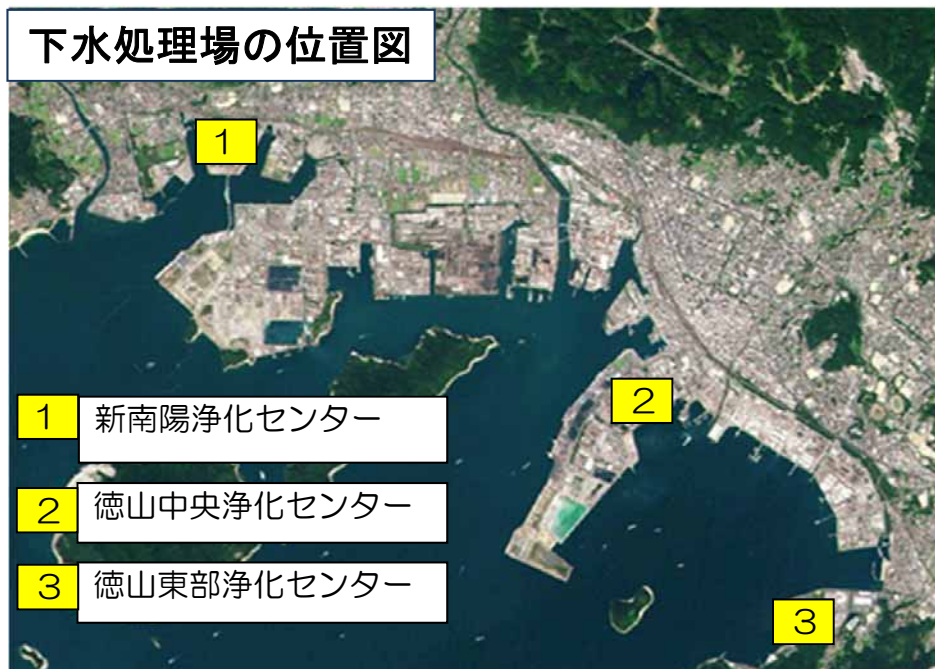 下水処理場の位置図
１
２
３
１ 新南陽浄化センター
２ 徳山中央浄化センター
３ 徳山東部浄化センター